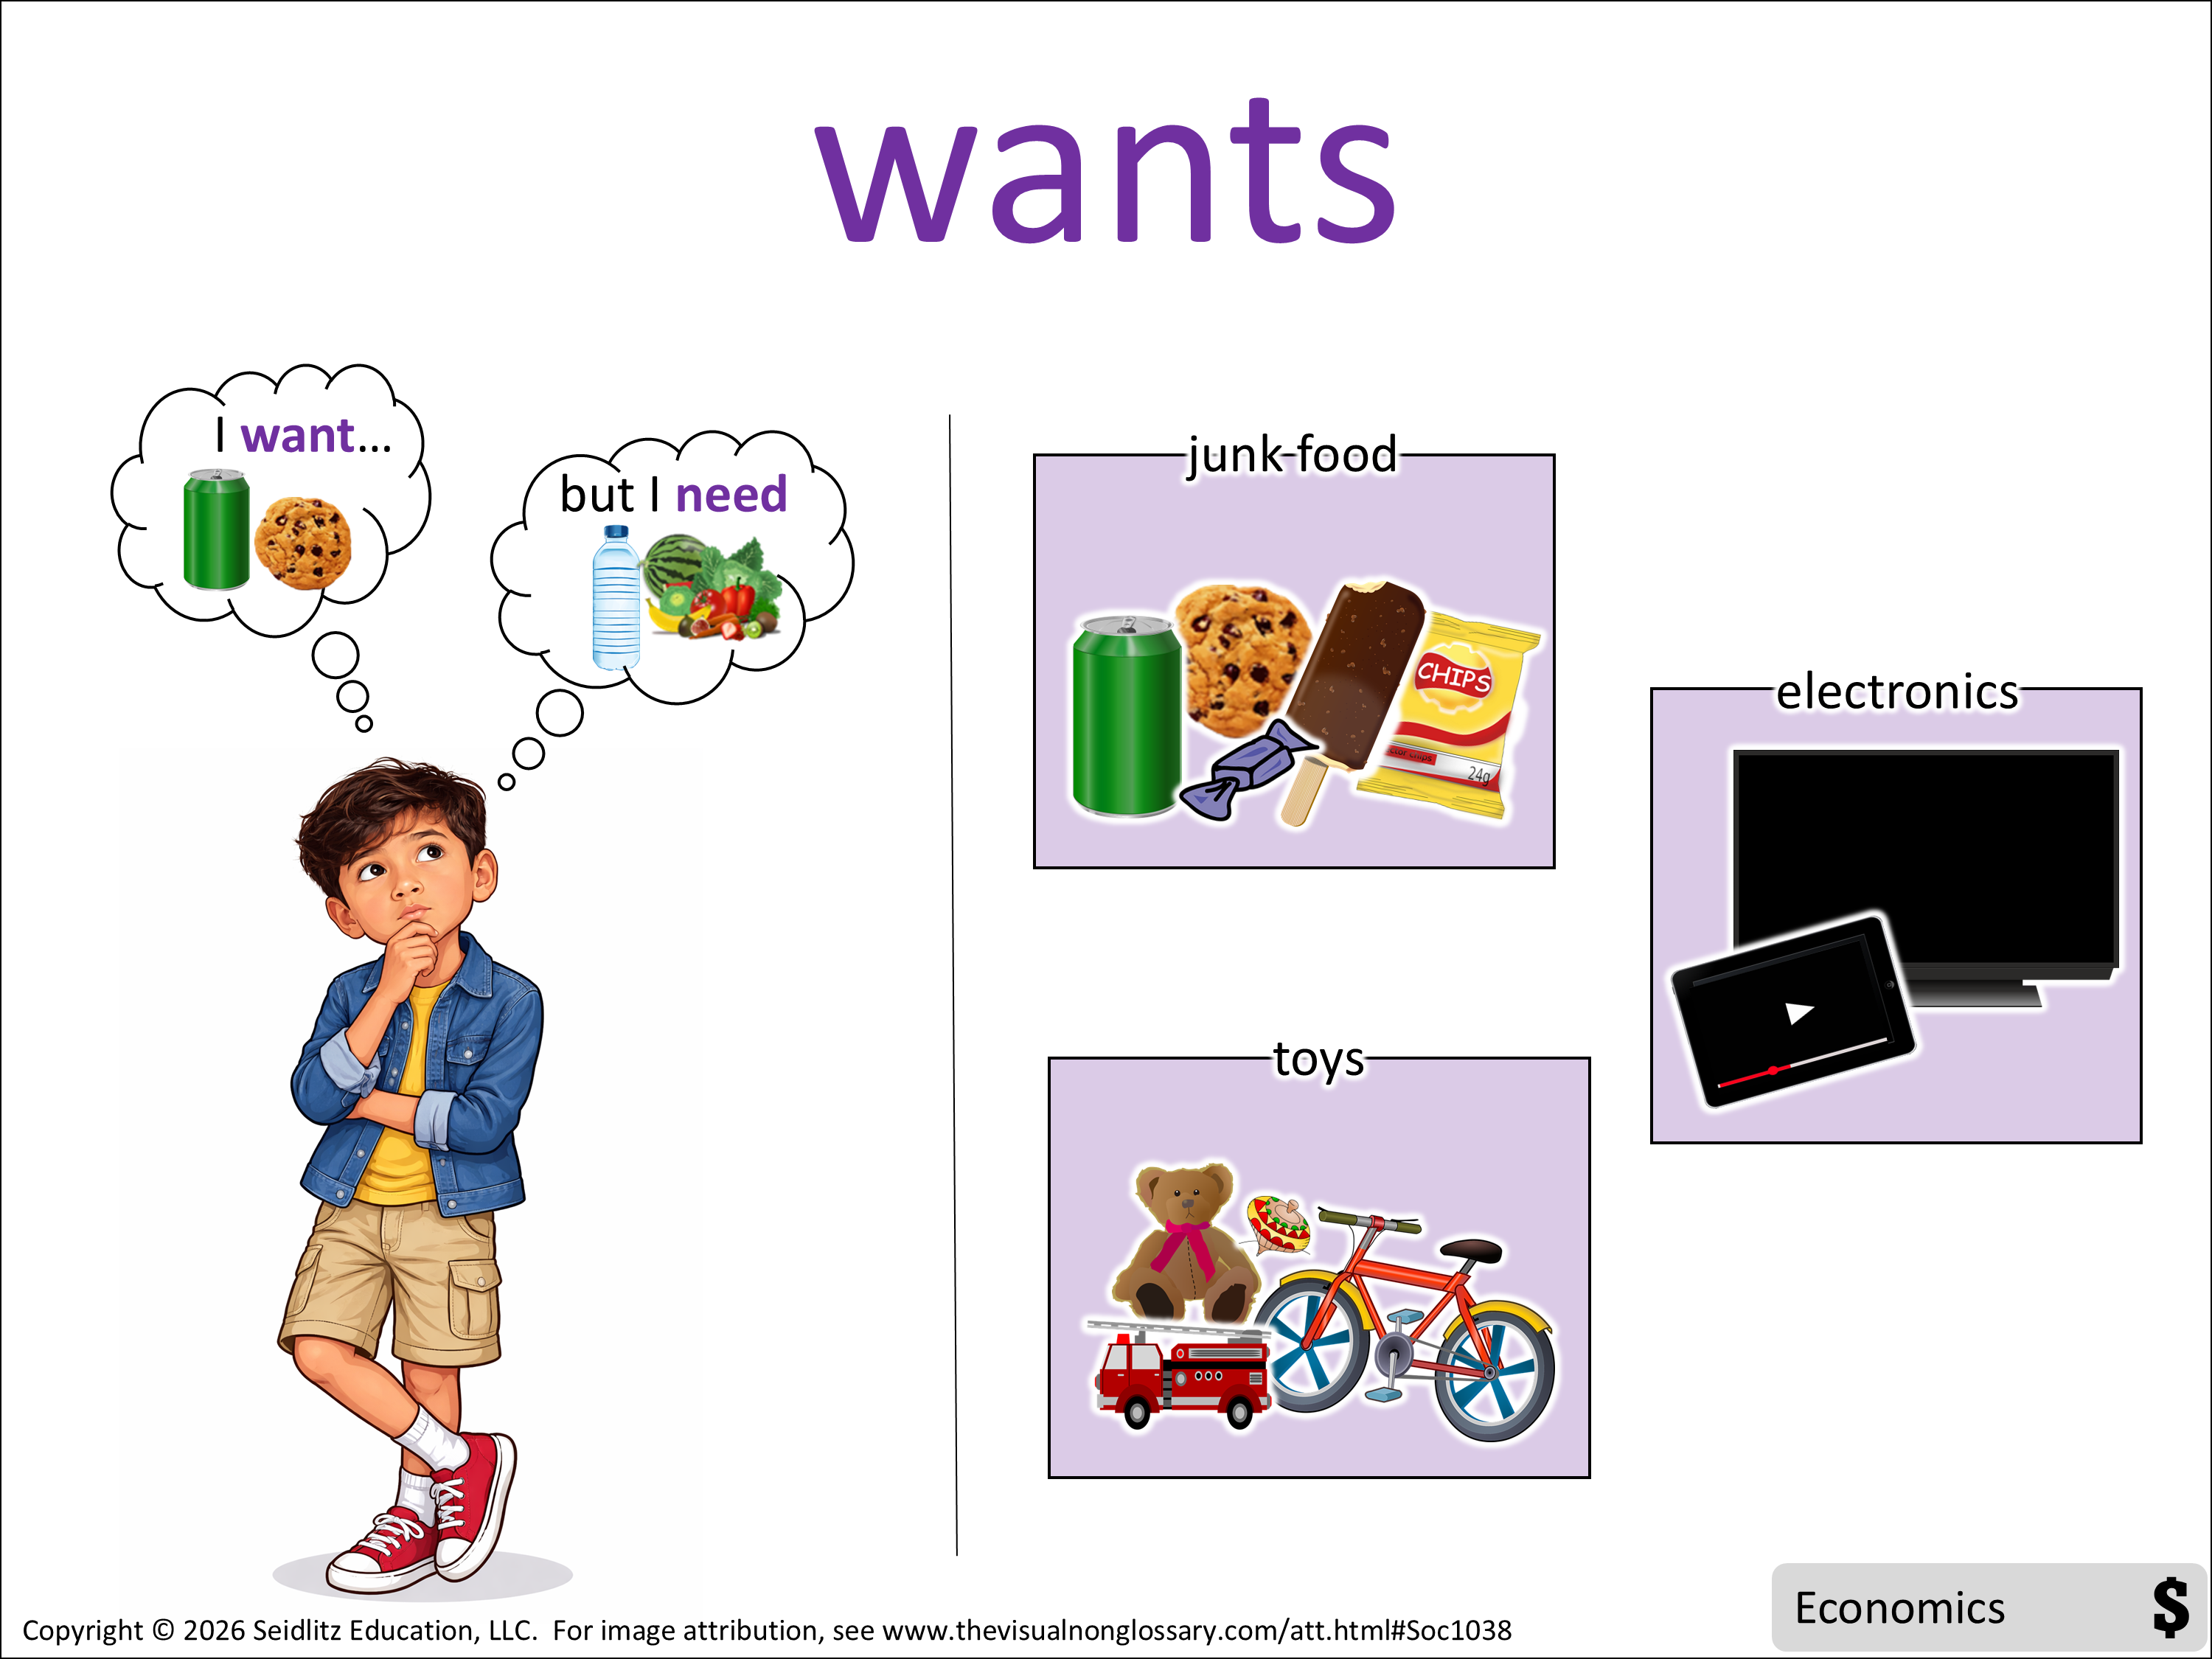 wants
I want...
but I need
junk food
CHIPS
24g
electronics
toys
Economics $
Copyright © 2026 Seidlitz Education, LLC.  For image attribution, see www.thevisualnonglossary.com/att.html#Soc1038